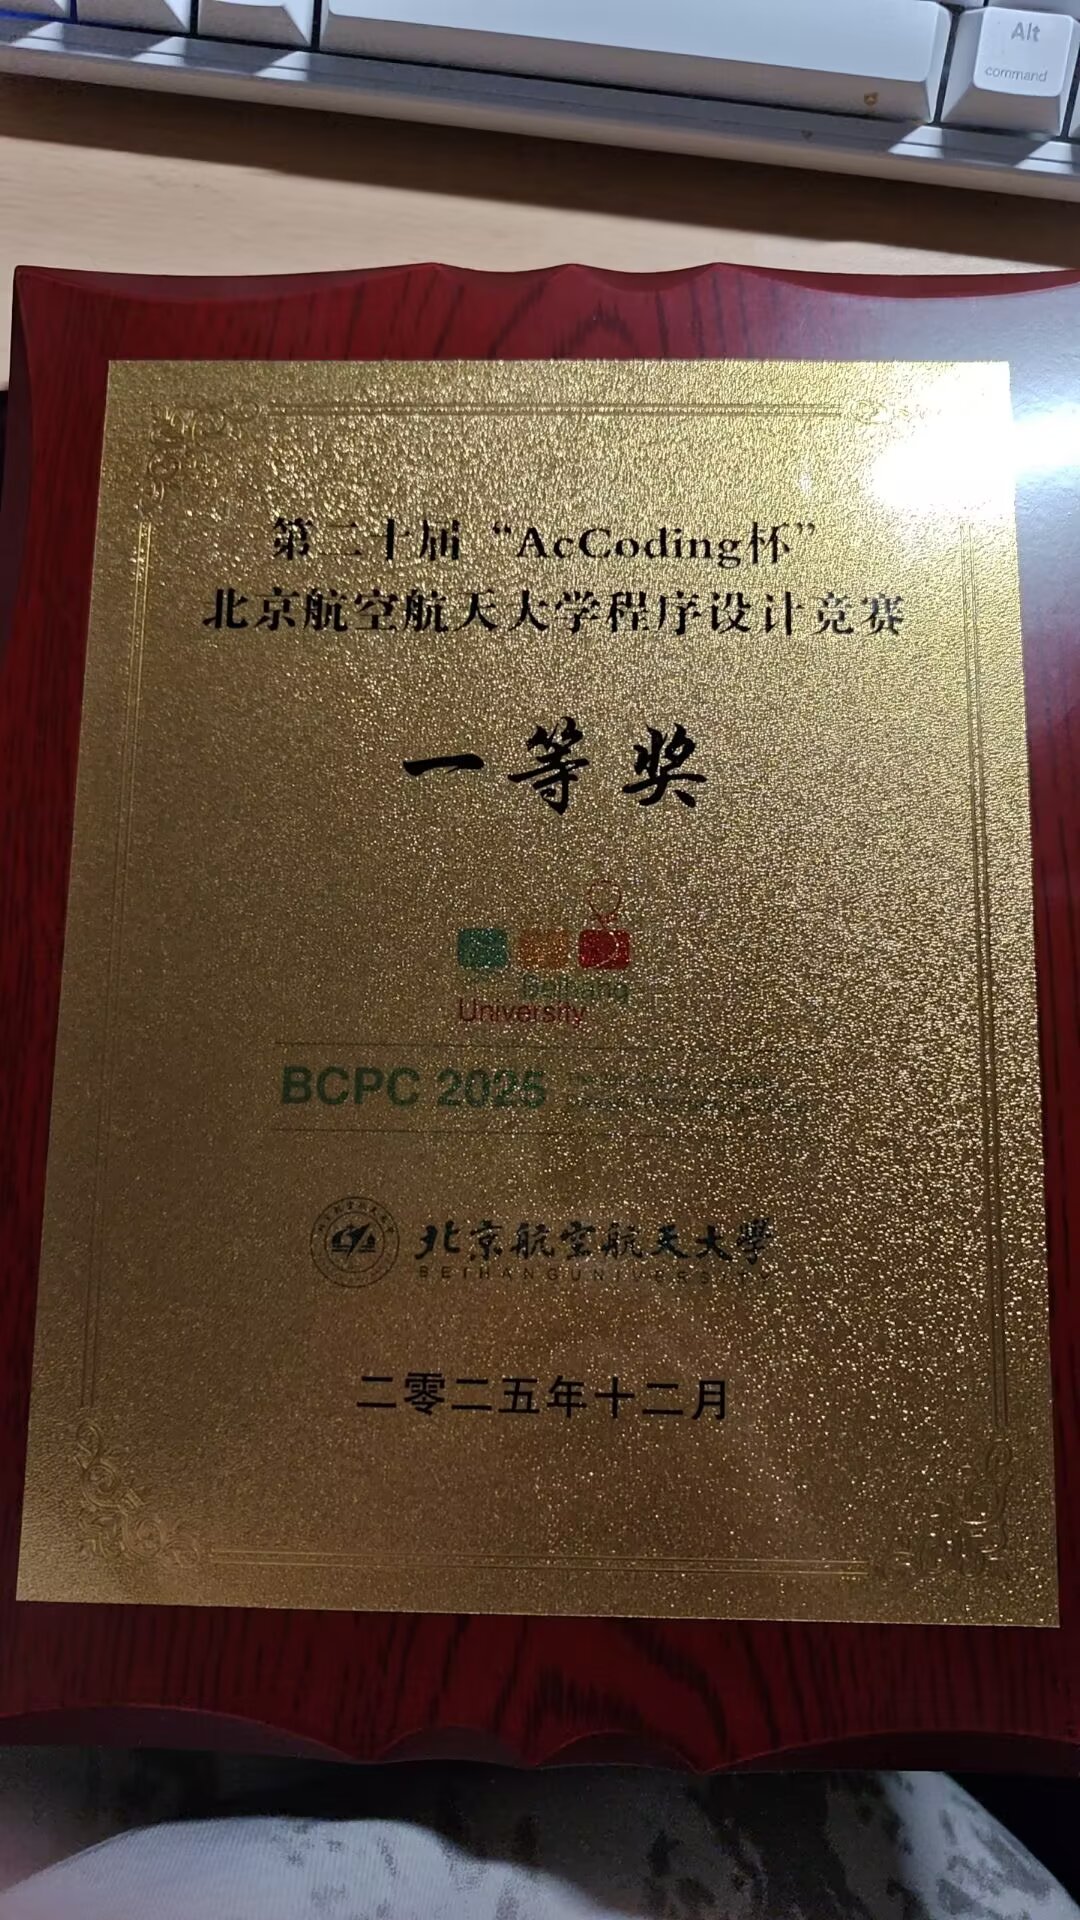 Alt
command
第二十届“AcCoding杯”
北京航空航天大学程序设计竞赛
一等奖
Beihang
University
BCPC 2025
北京航空航天大學
BEIHANG UNIVERSITY
二零二五年十二月